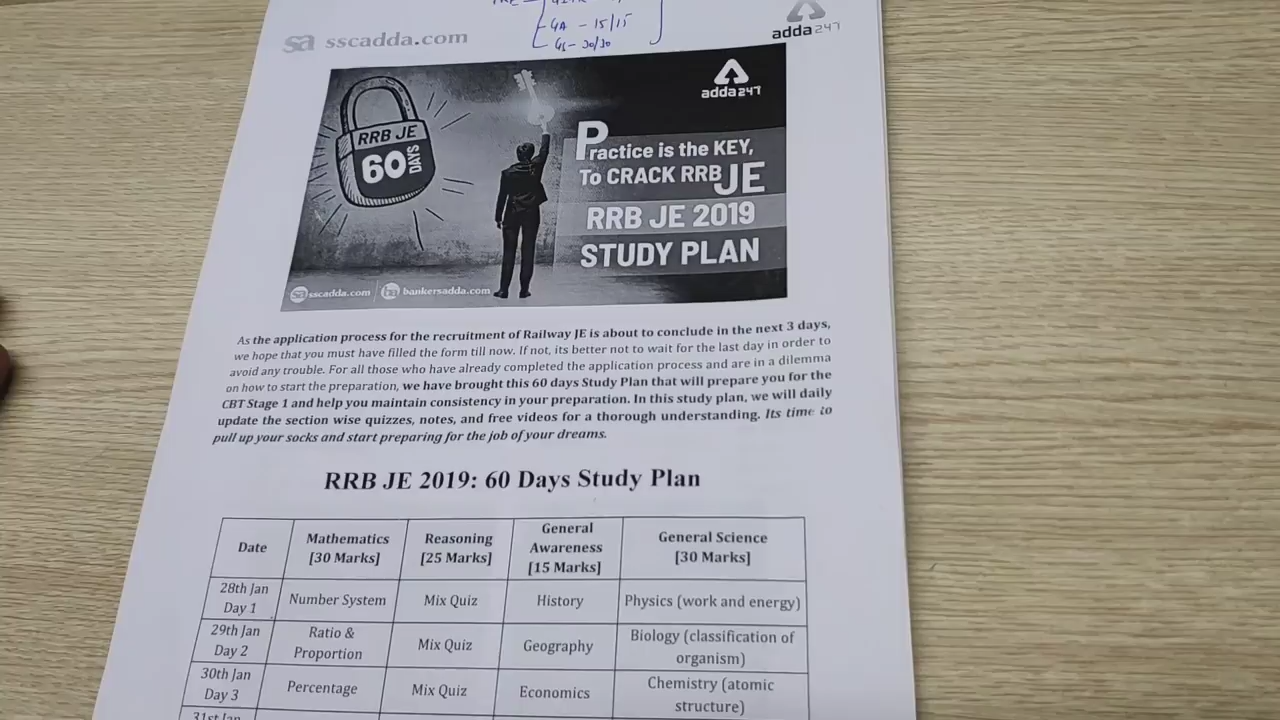 GA - 15/15
GS - 30/30
sa sscadda.com
adda247
adda247
RRB JE
60 DAYS
Practice is the KEY,
To CRACK RRB JE
RRB JE 2019
STUDY PLAN
sa sscadda.com | ba bankersadda.com
As the application process for the recruitment of Railway JE is about to conclude in the next 3 days,
we hope that you must have filled the form till now. If not, its better not to wait for the last day in order to
avoid any trouble. For all those who have already completed the application process and are in a dilemma
on how to start the preparation, we have brought this 60 days Study Plan that will prepare you for the
CBT Stage 1 and help you maintain consistency in your preparation. In this study plan, we will daily
update the section wise quizzes, notes, and free videos for a thorough understanding. Its time to
pull up your socks and start preparing for the job of your dreams.
RRB JE 2019: 60 Days Study Plan
Date | Mathematics [30 Marks] | Reasoning [25 Marks] | General Awareness [15 Marks] | General Science [30 Marks]
28th Jan Day 1 | Number System | Mix Quiz | History | Physics (work and energy)
29th Jan Day 2 | Ratio & Proportion | Mix Quiz | Geography | Biology (classification of organism)
30th Jan Day 3 | Percentage | Mix Quiz | Economics | Chemistry (atomic structure)
31st Jan